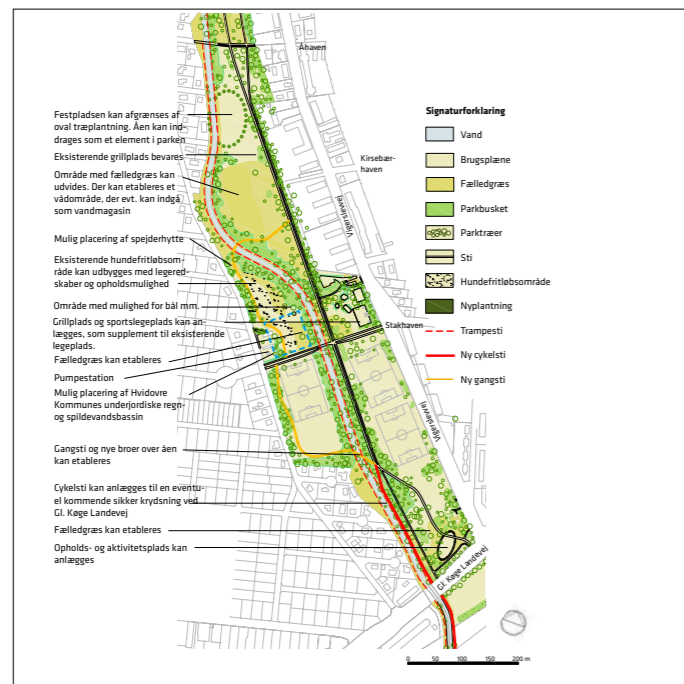 Festpladsen kan afgrænses af
oval træplantning. Åen kan ind-
drages som et element i parken
Eksisterende grillplads bevares
Område med fælledgræs kan
udvides. Der kan etableres et
vådområde, der evt. kan indgå
som vandmagasin
Mulig placering af spejderhytte
Eksisterende hundefritløbsom-
råde kan udbygges med legered-
skaber og opholdsmulighed
Område med mulighed for bål mm.
Grillplads og sportslegeplads kan an-
lægges, som supplement til eksisterende
legeplads.
Fælledgræs kan etableres
Pumpestation
Mulig placering af Hvidovre
Kommunes underjordiske regn-
og spildevandsbassin
Gangsti og nye broer over åen
kan etableres
Cykelsti kan anlægges til en eventu-
el kommende sikker krydsning ved
Gl. Køge Landevej
Fælledgræs kan etableres
Opholds- og aktivitetsplads kan
anlægges
Åhaven
Kirsebær-
haven
Vigerslevvej
Stakhaven
Vigerslevvej
Gl. Køge Landevej
Signaturforklaring
Vand
Brugsplæne
Fælledgræs
Parkbusket
Parktræer
Sti
Hundefritløbsområde
Nyplantning
Trampesti
Ny cykelsti
Ny gangsti
0 50 100 150 200 m